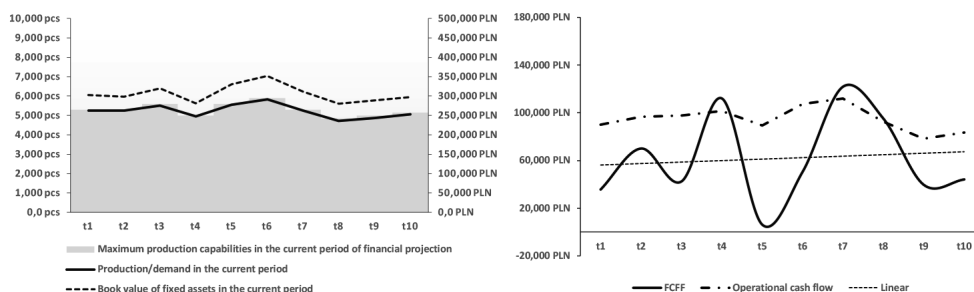 10,000 pcs
9,000 pcs
8,000 pcs
7,000 pcs
6,000 pcs
5,000 pcs
4,000 pcs
3,000 pcs
2,000 pcs
1,000 pcs
0,0 pcs
500,000 PLN
450,000 PLN
400,000 PLN
350,000 PLN
300,000 PLN
250,000 PLN
200,000 PLN
150,000 PLN
100,000 PLN
50,000 PLN
0,0 PLN
t1 t2 t3 t4 t5 t6 t7 t8 t9 t10
Maximum production capabilities in the current period of financial projection
Production/demand in the current period
Book value of fixed assets in the current period
180,000 PLN
140,000 PLN
100,000 PLN
60,000 PLN
20,000 PLN
-20,000 PLN
t1 t2 t3 t4 t5 t6 t7 t8 t9 t10
FCFF Operational cash flow Linear